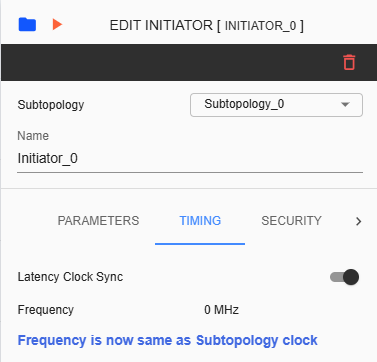 EDIT INITIATOR [ INITIATOR_0 ]
Subtopology
Subtopology_0
Name
Initiator_0
PARAMETERS
TIMING
SECURITY
Latency Clock Sync
Frequency
0 MHz
Frequency is now same as Subtopology clock